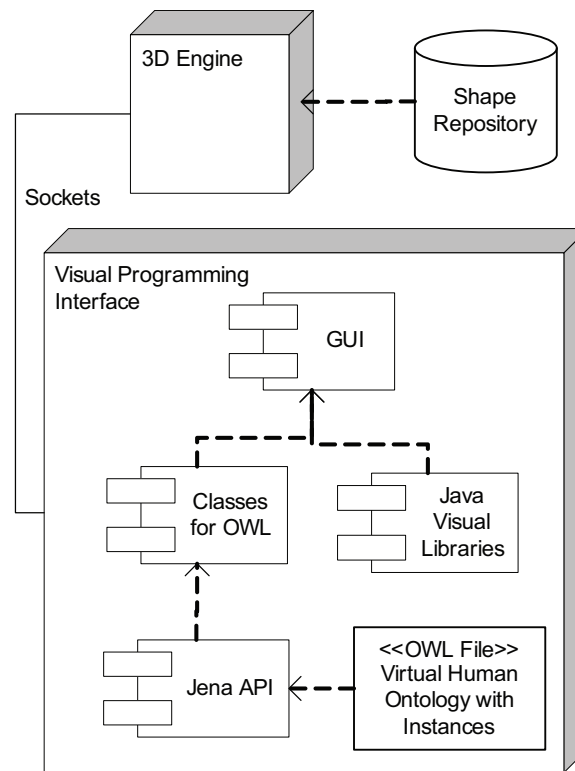 3D Engine
Shape
Repository
Sockets
Visual Programming
Interface
GUI
Classes
for OWL
Java
Visual
Libraries
Jena API
<<OWL File>>
Virtual Human
Ontology with
Instances